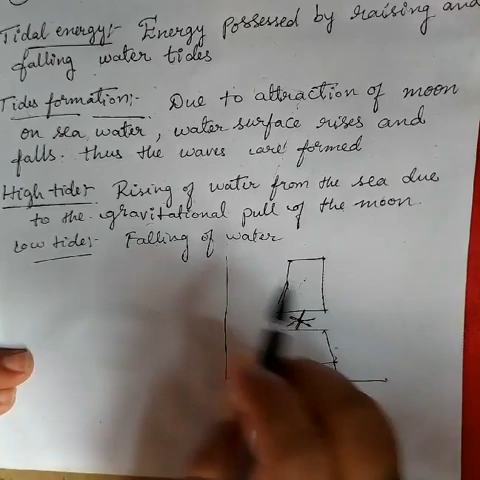 Tidal energy:- Energy possessed by raising and
falling water tides
Tides formation:- Due to attraction of moon
on sea water, water surface rises and
falls. thus the waves are formed
High tide:- Rising of water from the sea due
to the gravitational pull of the moon.
Low tide:- Falling of water